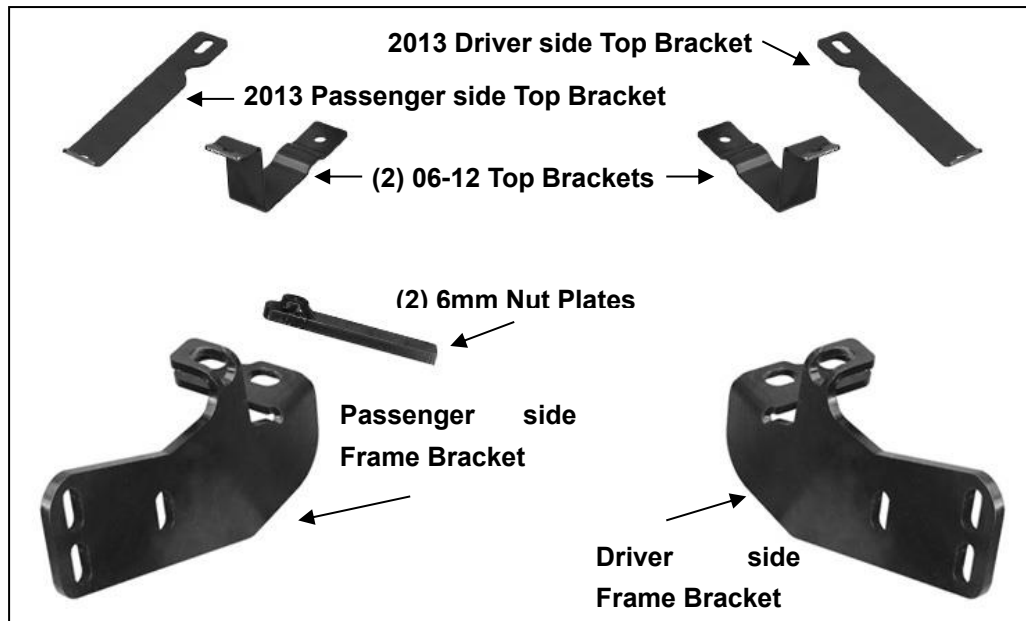 2013 Driver side Top Bracket
2013 Passenger side Top Bracket
(2) 06-12 Top Brackets
(2) 6mm Nut Plates
Passenger side
Frame Bracket
Driver side
Frame Bracket